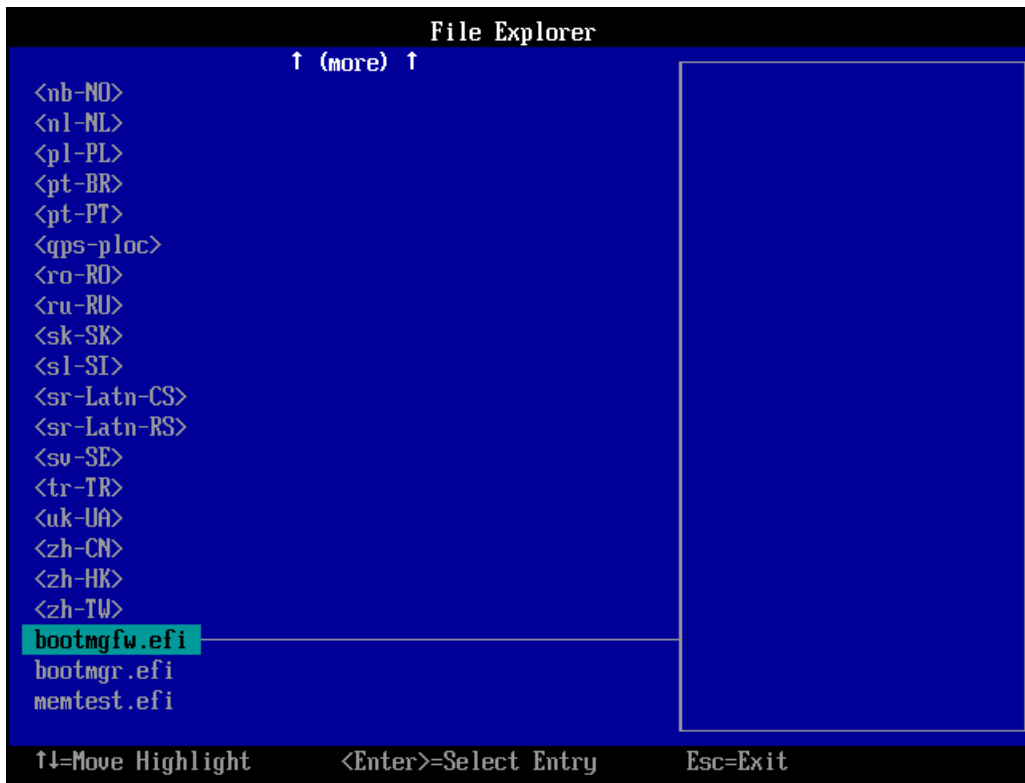 File Explorer
↑ (more) ↑
<nb-NO>
<nl-NL>
<pl-PL>
<pt-BR>
<pt-PT>
<qps-ploc>
<ro-RO>
<ru-RU>
<sk-SK>
<sl-SI>
<sr-Latn-CS>
<sr-Latn-RS>
<sv-SE>
<tr-TR>
<uk-UA>
<zh-CN>
<zh-HK>
<zh-TW>
bootmgfw.efi
bootmgr.efi
memtest.efi
↑↓=Move Highlight <Enter>=Select Entry Esc=Exit